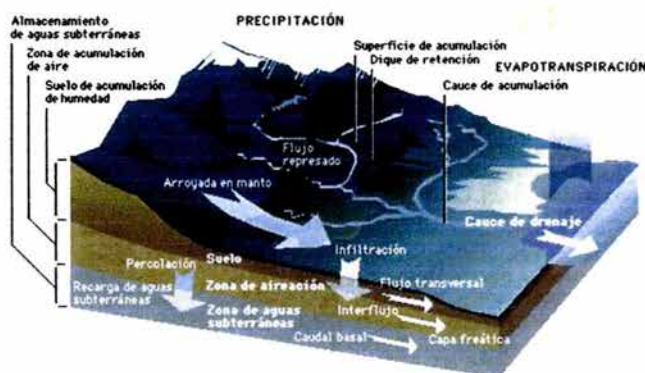 Almacenamiento
de aguas subterráneas
Zona de acumulación
de aire
Suelo de acumulación
de humedad
PRECIPITACIÓN
Superficie de acumulación
Dique de retención
EVAPOTRANSPIRACIÓN
Cauce de acumulación
Flujo
represado
Arroyada en manto
Cauce de drenaje
Infiltración
Suelo
Percolación
Zona de aireación
Flujo transversal
Recarga de aguas
subterráneas
Zona de aguas
subterráneas
Interflujo
Caudal basal
Capa freática